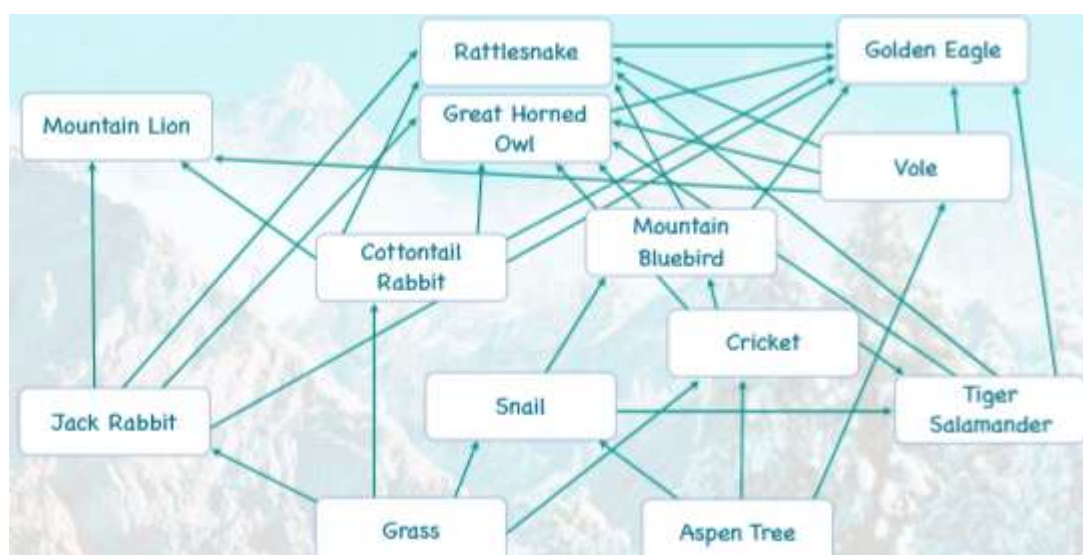 Rattlesnake
Golden Eagle
Mountain Lion
Great Horned
Owl
Vole
Mountain
Bluebird
Cottontail
Rabbit
Cricket
Snail
Tiger
Salamander
Jack Rabbit
Grass
Aspen Tree